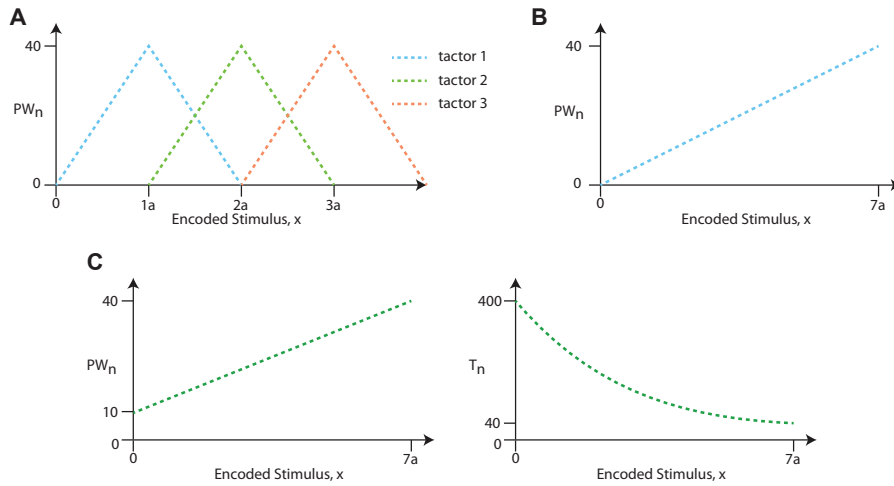 A
40
PWn
0
0
1a
2a
3a
Encoded Stimulus, x
tactor 1
tactor 2
tactor 3
B
40
PWn
0
0
7a
Encoded Stimulus, x
C
40
PWn
10
0
0
7a
Encoded Stimulus, x
400
Tn
40
0
0
7a
Encoded Stimulus, x